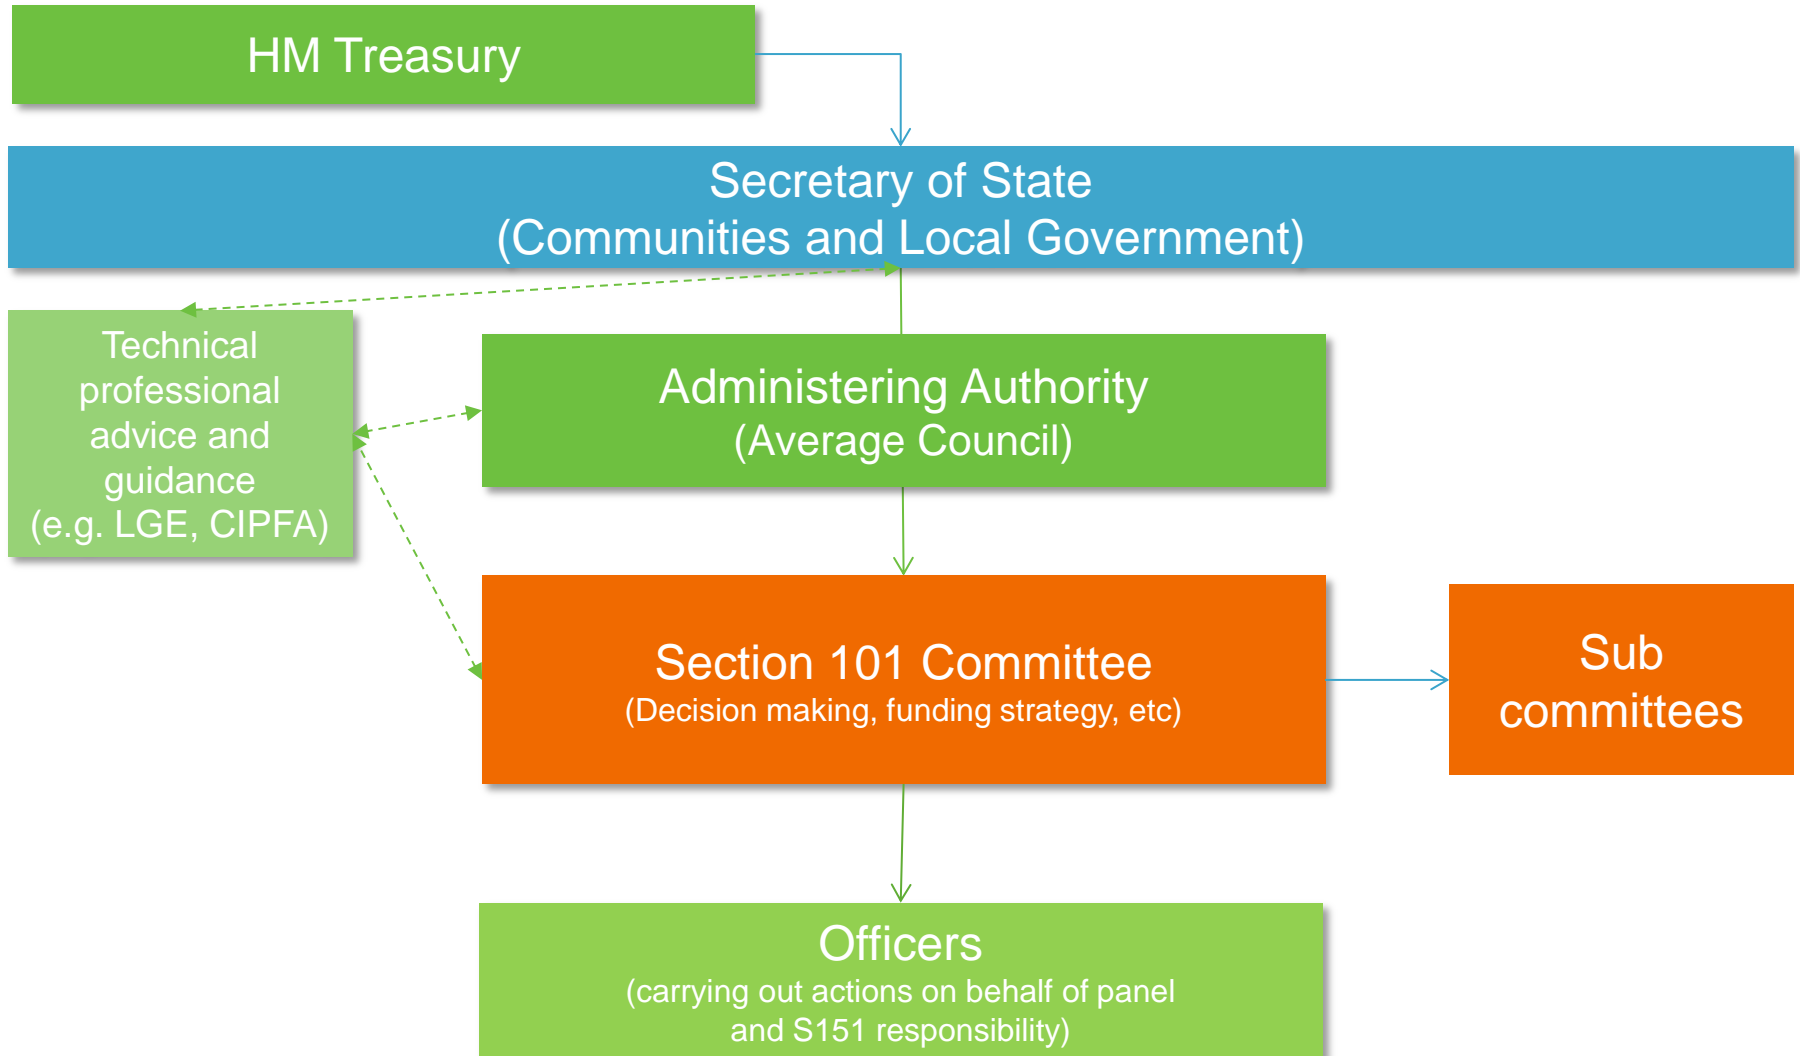 HM Treasury
Secretary of State
(Communities and Local Government)
Technical
professional
advice and
guidance
(e.g. LGE, CIPFA)
Administering Authority
(Average Council)
Section 101 Committee
(Decision making, funding strategy, etc)
Sub
committees
Officers
(carrying out actions on behalf of panel
and S151 responsibility)